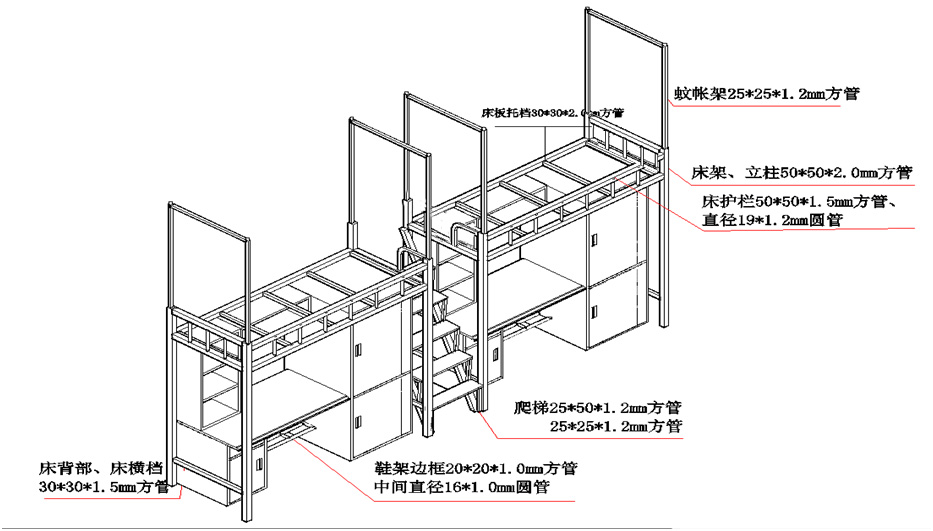 蚊帐架25*25*1.2mm方管
床板托档30*30*2.0mm方管
床架、立柱50*50*2.0mm方管
床护栏50*50*1.5mm方管、
直径19*1.2mm圆管
爬梯25*50*1.2mm方管
25*25*1.2mm方管
床背部、床横档
30*30*1.5mm方管
鞋架边框20*20*1.0mm方管
中间直径16*1.0mm圆管